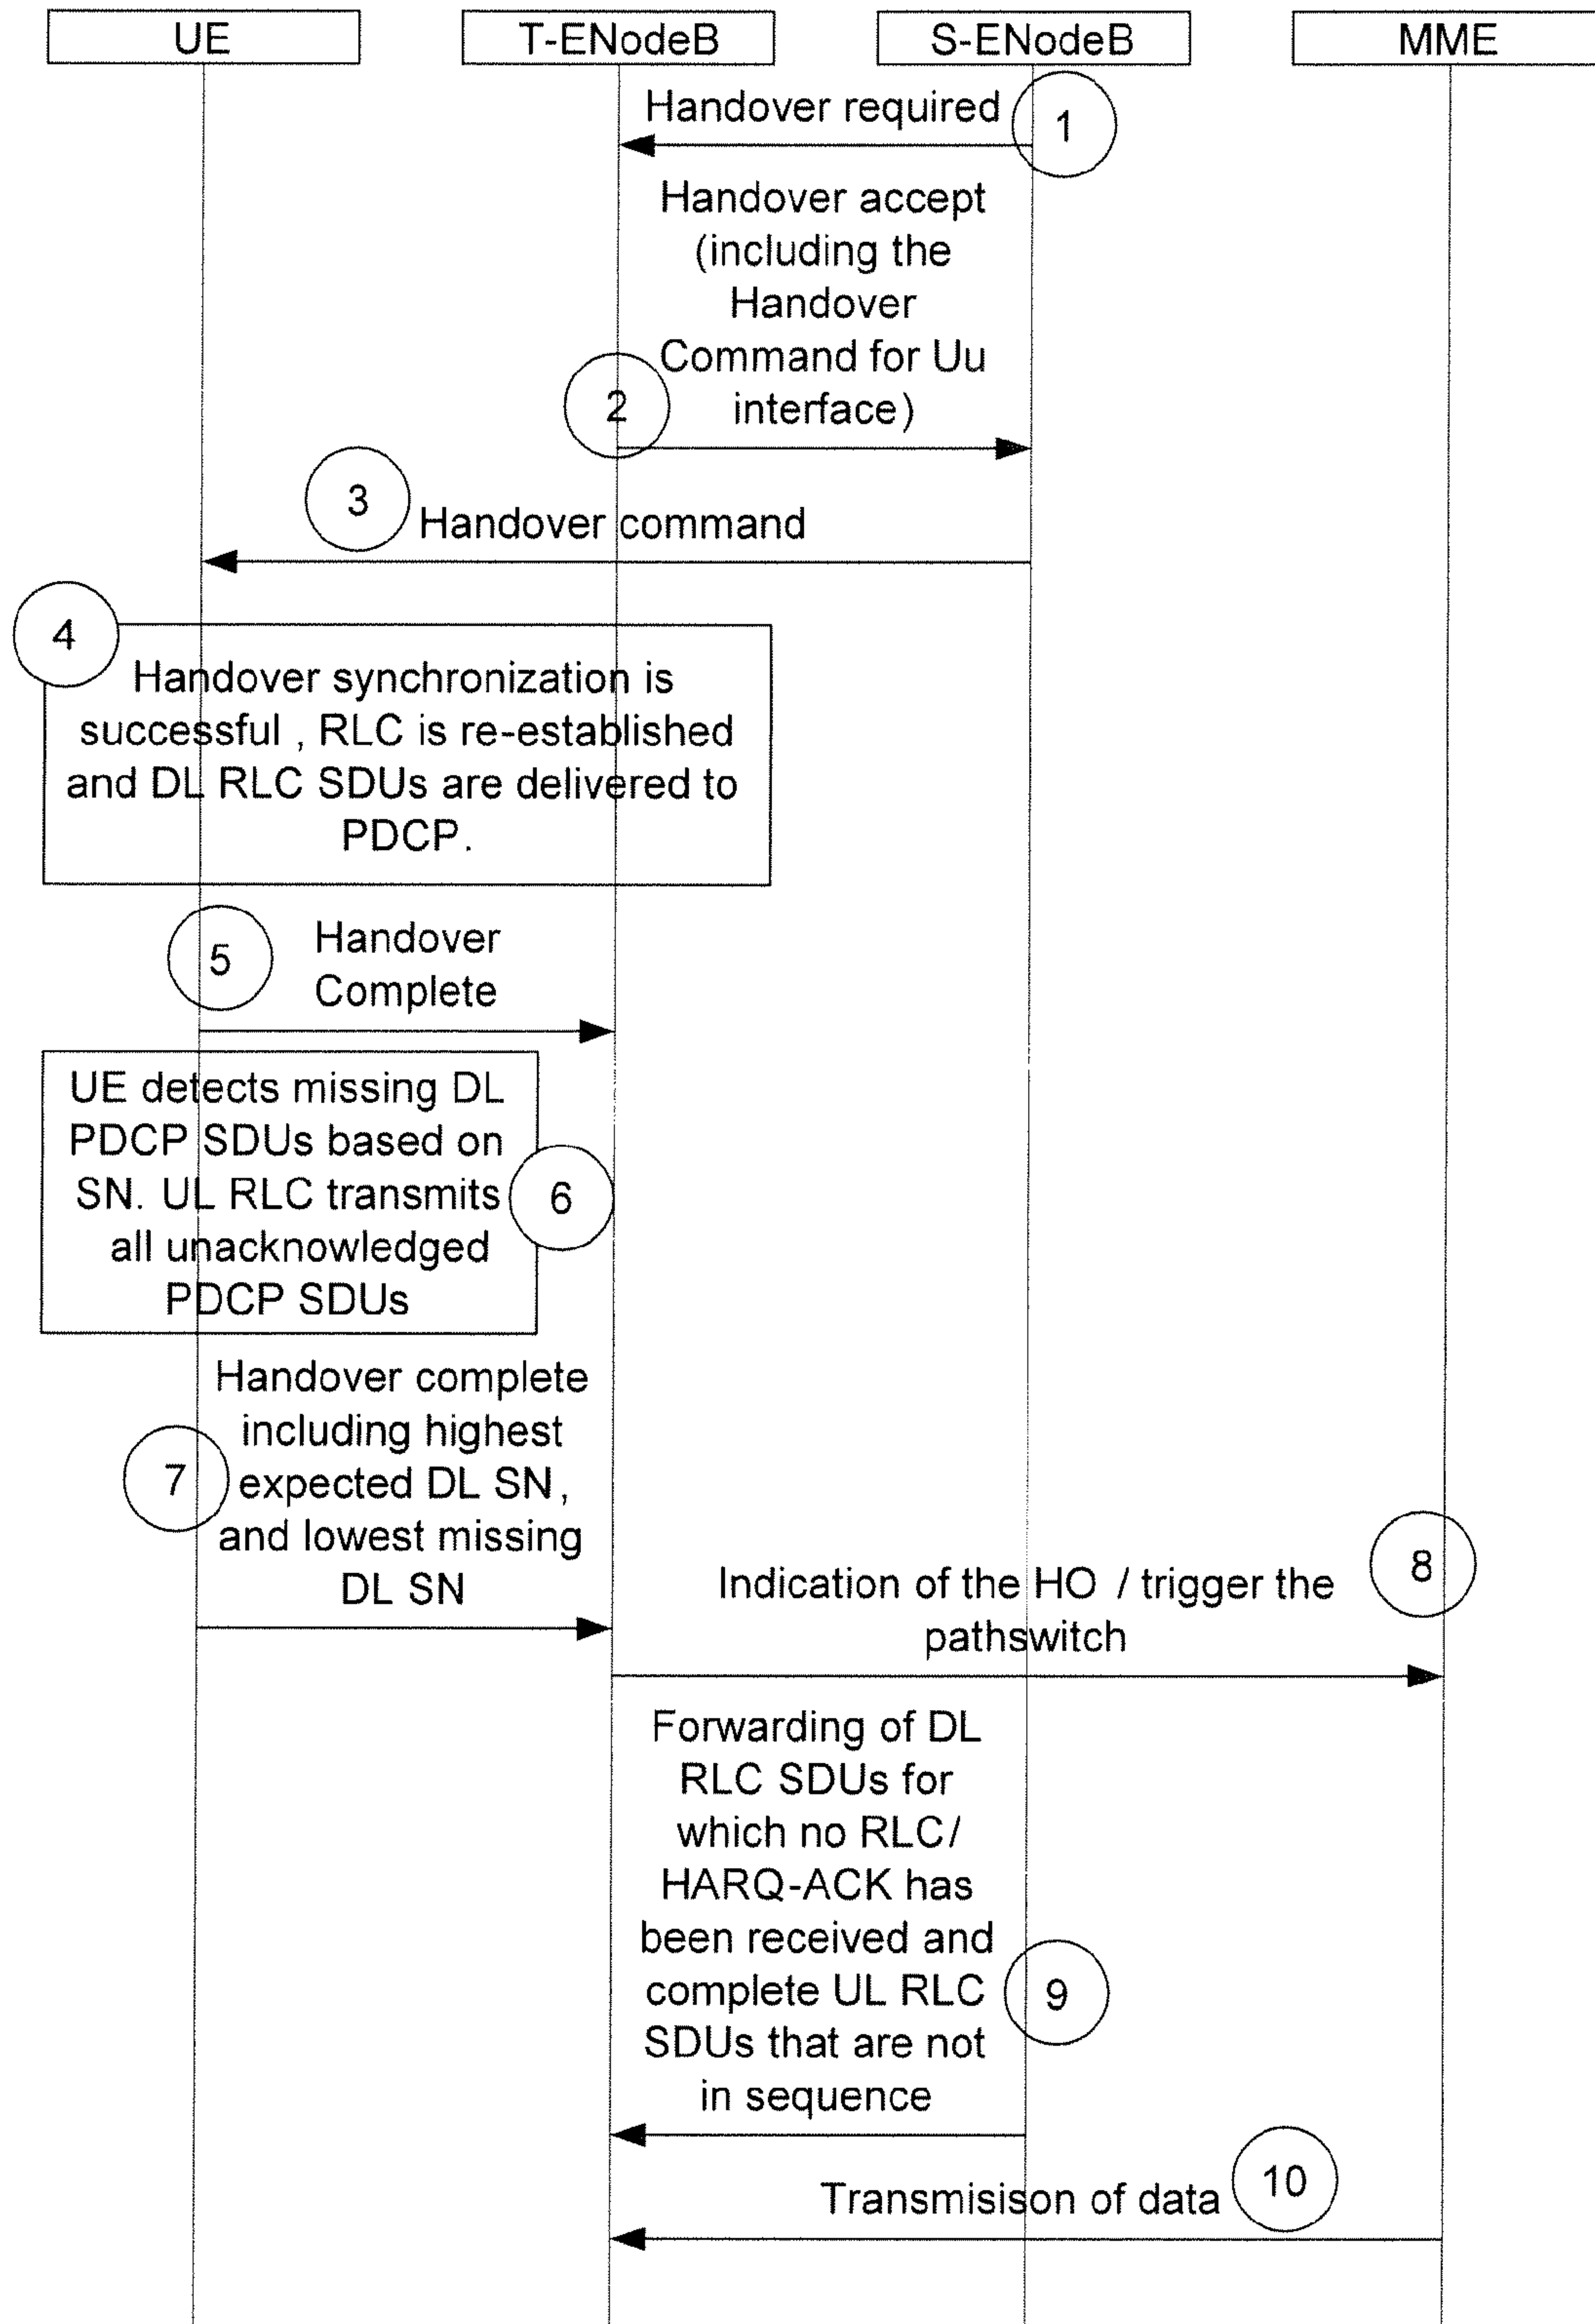 UE
T-ENodeB
S-ENodeB
MME
Handover required
1
Handover accept
(including the
Handover
Command for Uu
interface)
2
3
Handover command
4
Handover synchronization is
successful , RLC is re-established
and DL RLC SDUs are delivered to
PDCP.
5
Handover
Complete
UE detects missing DL
PDCP SDUs based on
SN. UL RLC transmits
all unacknowledged
PDCP SDUs
6
Handover complete
including highest
expected DL SN,
and lowest missing
DL SN
7
8
Indication of the HO / trigger the
pathswitch
Forwarding of DL
RLC SDUs for
which no RLC/
HARQ-ACK has
been received and
complete UL RLC
SDUs that are not
in sequence
9
10
Transmisison of data